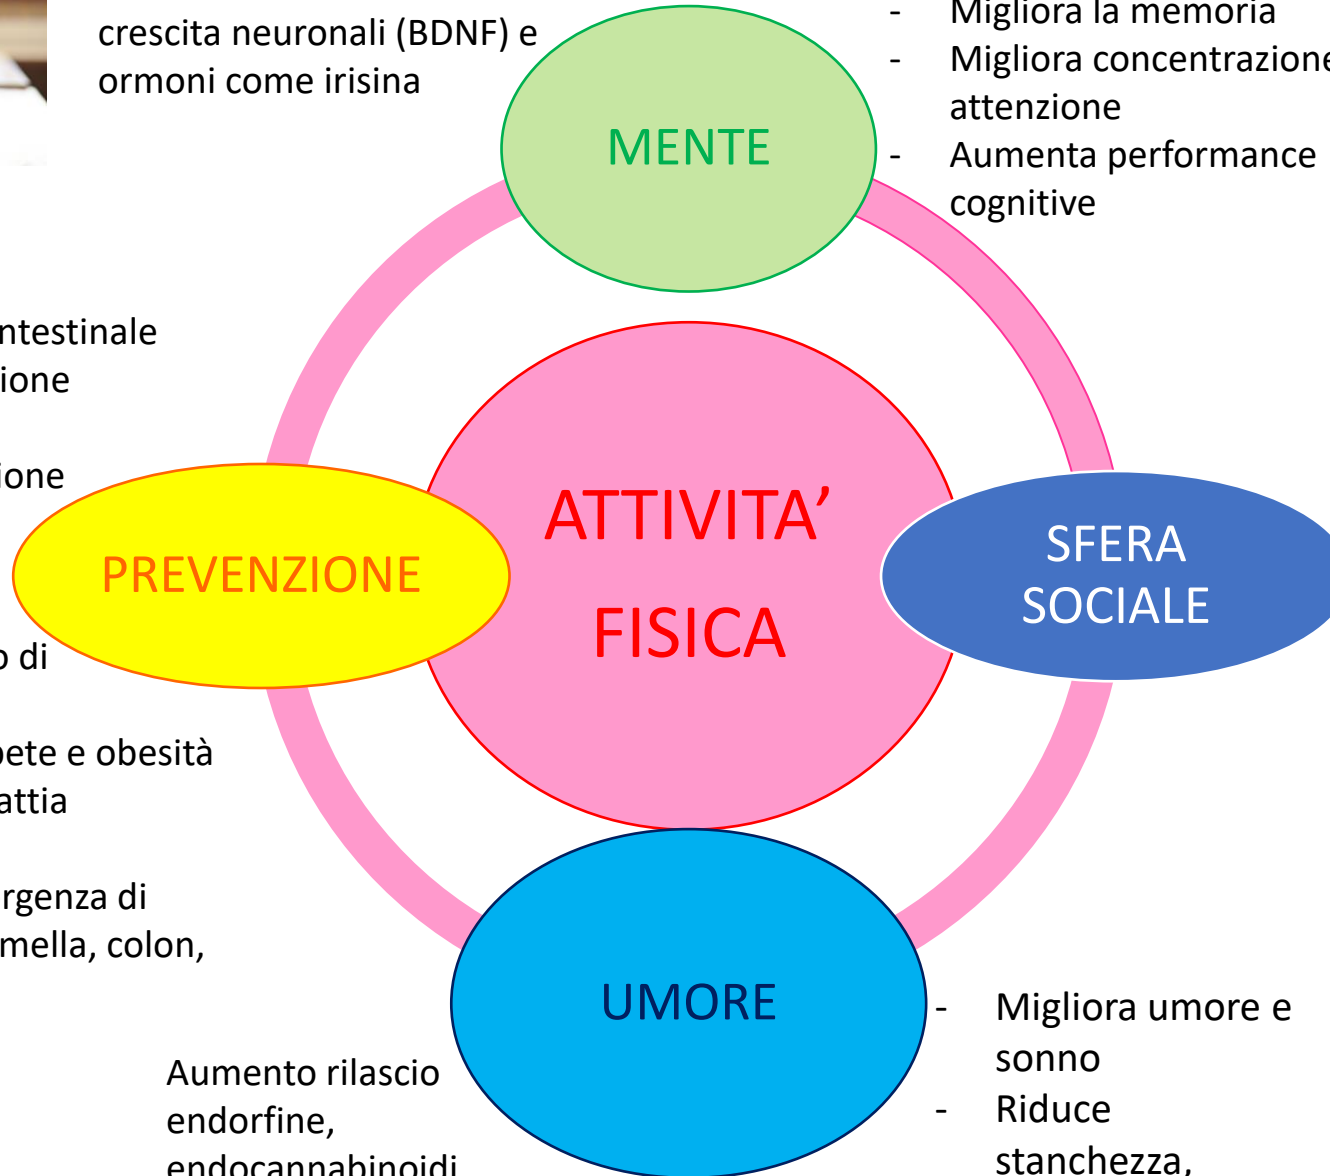 crescita neuronali (BDNF) e
ormoni come irisina
- Migliora la memoria
- Migliora concentrazione
attenzione
- Aumenta performance
cognitive
MENTE
ntestinale
ione
ione
PREVENZIONE
ATTIVITA’
FISICA
SFERA
SOCIALE
o di
pete e obesità
attia
rgenza di
mella, colon,
UMORE
Aumento rilascio
endorfine,
endocannabinoidi
- Migliora umore e
sonno
- Riduce
stanchezza,